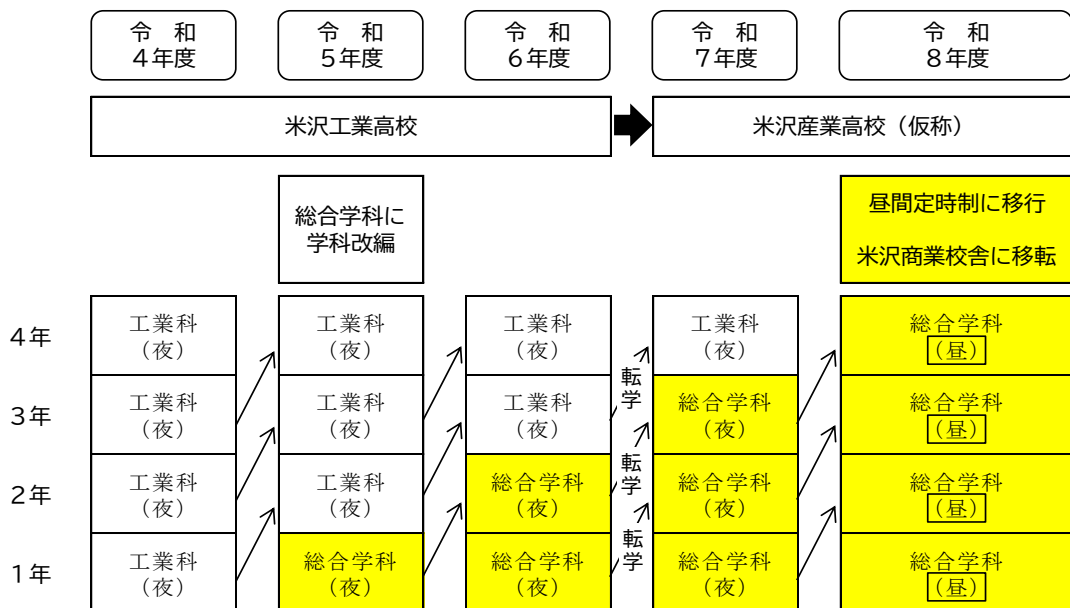 令 和
4年度
令 和
5年度
令 和
6年度
令 和
7年度
令 和
8年度
米沢工業高校
米沢産業高校（仮称）
総合学科に
学科改編
昼間定時制に移行
米沢商業校舎に移転
4年
工業科
（夜）
工業科
（夜）
工業科
（夜）
転学
工業科
（夜）
総合学科
（昼）
3年
工業科
（夜）
工業科
（夜）
工業科
（夜）
転学
総合学科
（夜）
総合学科
（昼）
2年
工業科
（夜）
工業科
（夜）
総合学科
（夜）
転学
総合学科
（夜）
総合学科
（昼）
1年
工業科
（夜）
総合学科
（夜）
総合学科
（夜）
総合学科
（夜）
総合学科
（昼）